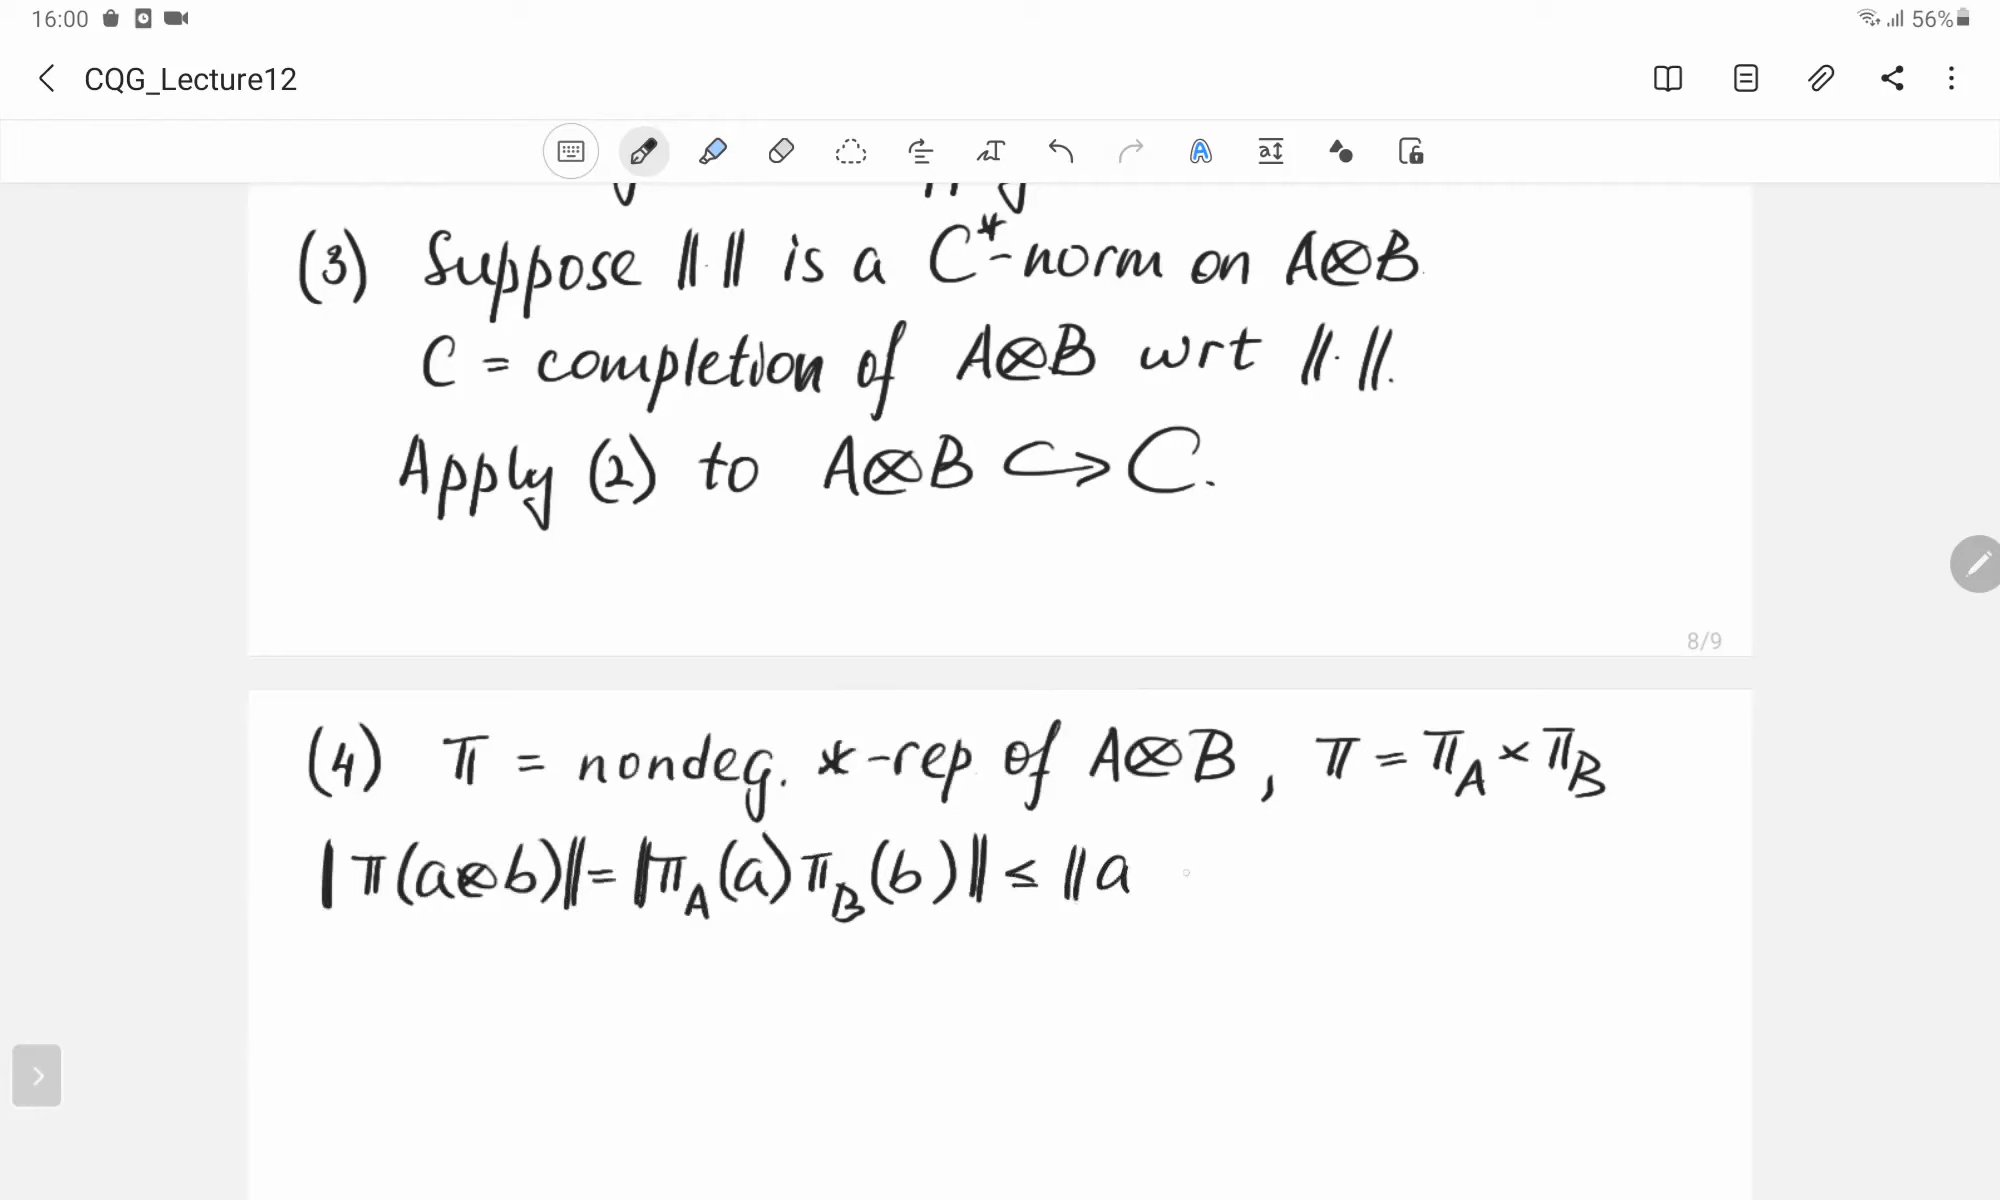 16:00 56%
CQG_Lecture12
(3) Suppose ‖·‖ is a C*-norm on A⊗B.
C = completion of A⊗B wrt ‖·‖.
Apply (2) to A⊗B ↪ C.
8/9
(4) π = nondeg. *-rep. of A⊗B, π = π_A × π_B
‖π(a⊗b)‖ = ‖π_A(a)π_B(b)‖ ≤ ‖a